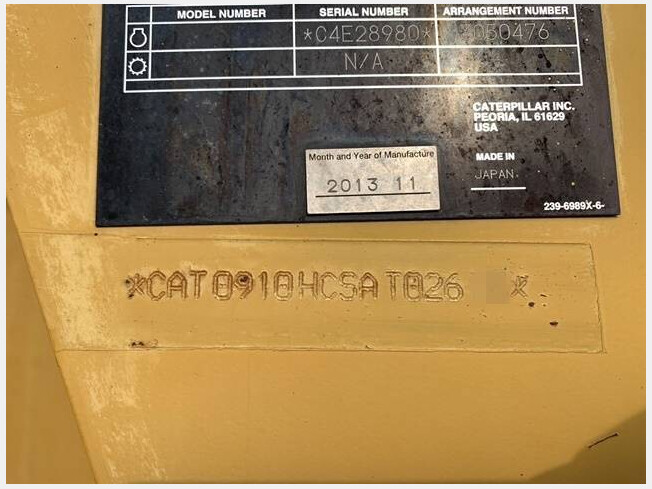 MODEL NUMBER SERIAL NUMBER ARRANGEMENT NUMBER
*C4E28980* *050476
N/A
CATERPILLAR INC.
PEORIA, IL 61629
USA
Month and Year of Manufacture
2013 11
MADE IN
JAPAN.
239-6989X-6-
*CAT0910HCSAT026 *